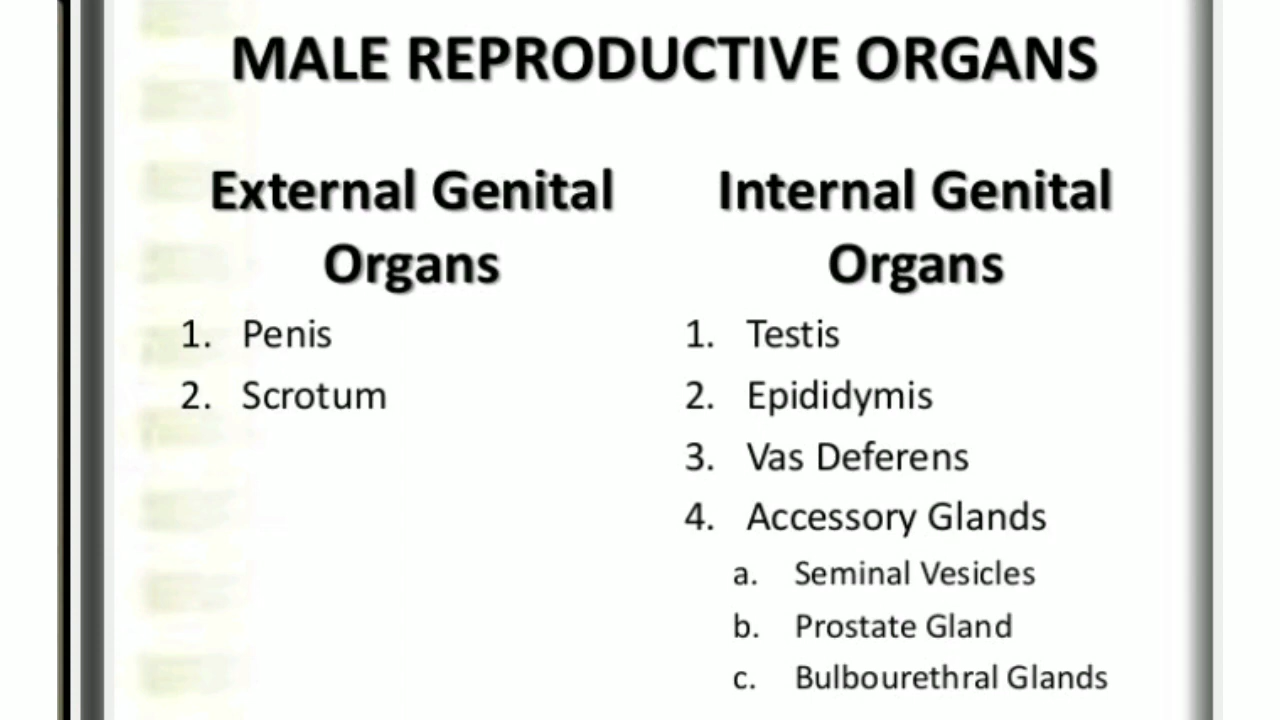 MALE REPRODUCTIVE ORGANS
External Genital
Organs
1. Penis
2. Scrotum
Internal Genital
Organs
1. Testis
2. Epididymis
3. Vas Deferens
4. Accessory Glands
a. Seminal Vesicles
b. Prostate Gland
c. Bulbourethral Glands